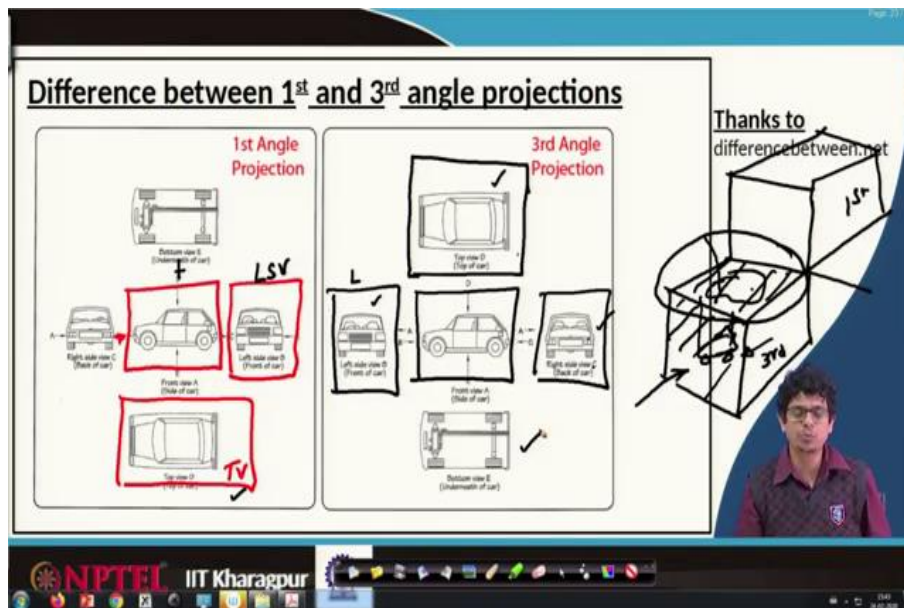 Difference between 1st and 3rd angle projections
Thanks to
differencebetween.net
1st Angle
Projection
Bottom view E
(Underneath of car)
F
LSV
A
Right side view C
(Back of car)
Left side view B
(Front of car)
Front view A
(Side of car)
TV
Top view D
(Top of car)
3rd Angle
Projection
Top view D
(Top of car)
L
D
A
A
Left side view B
(Front of car)
Right side view C
(Back of car)
Front view A
(Side of car)
Bottom view E
(Underneath of car)
1st
3rd
NPTEL IIT Kharagpur